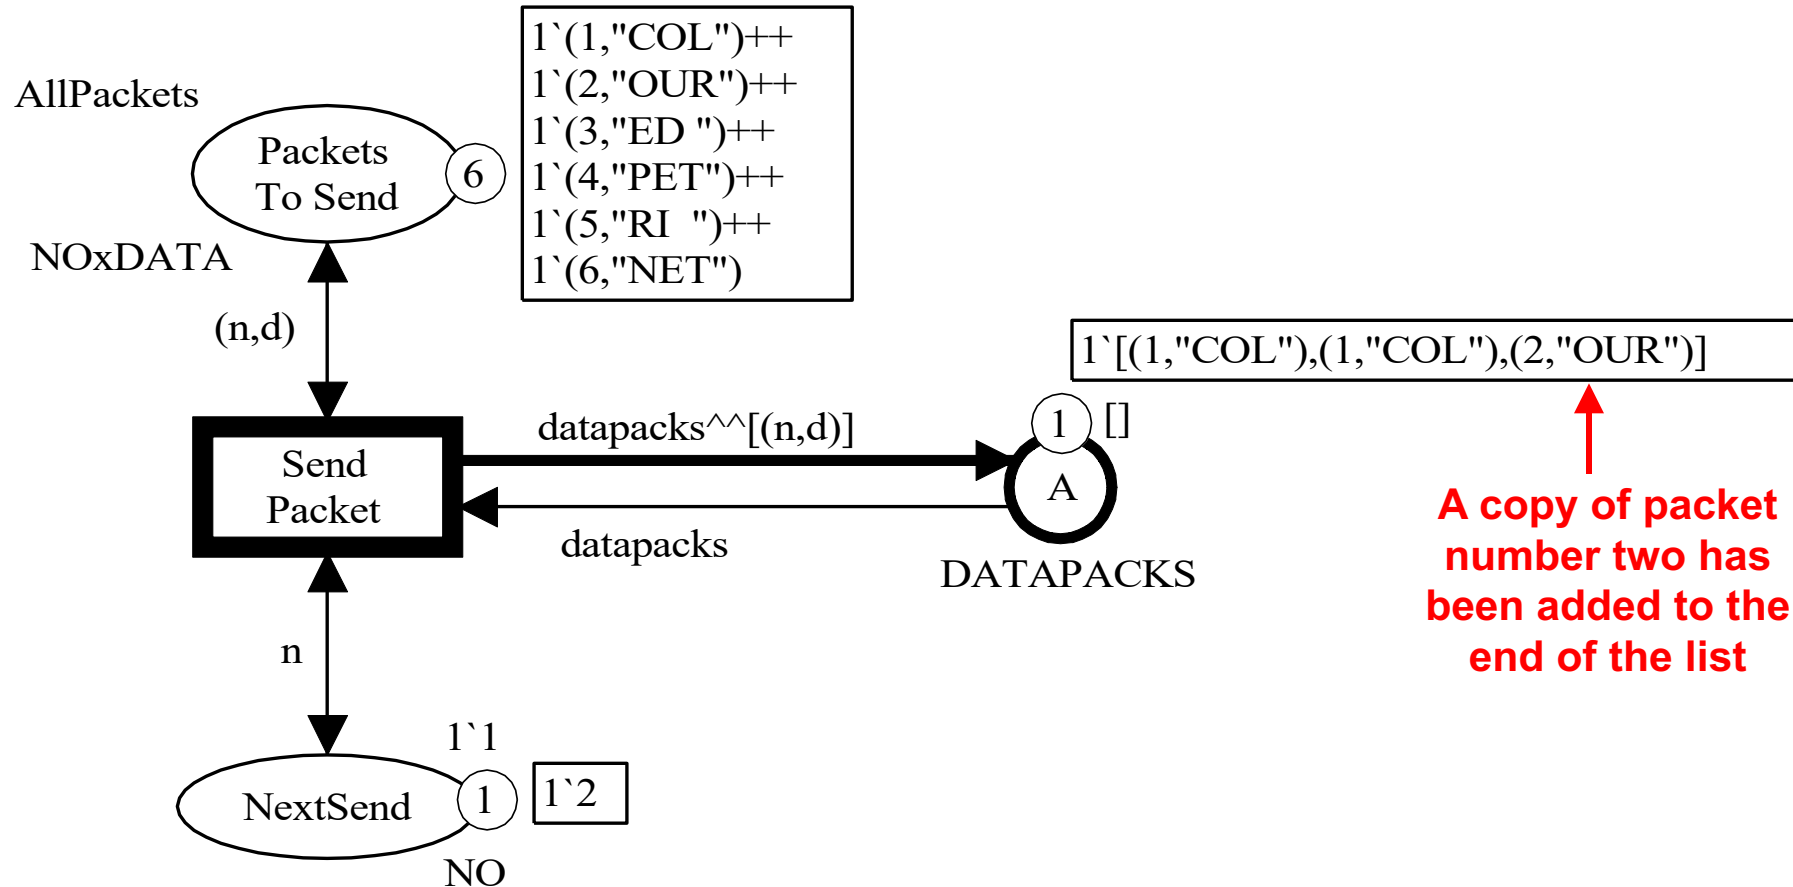 1`(1,"COL")++
1`(2,"OUR")++
1`(3,"ED ")++
1`(4,"PET")++
1`(5,"RI  ")++
1`(6,"NET")
AllPackets
Packets
To Send
6
NOxDATA
(n,d)
1`[(1,"COL"),(1,"COL"),(2,"OUR")]
1
[]
datapacks^^[(n,d)]
Send
Packet
A
datapacks
DATAPACKS
A copy of packet
number two has
been added to the
end of the list
n
1`1
NextSend
1
1`2
NO